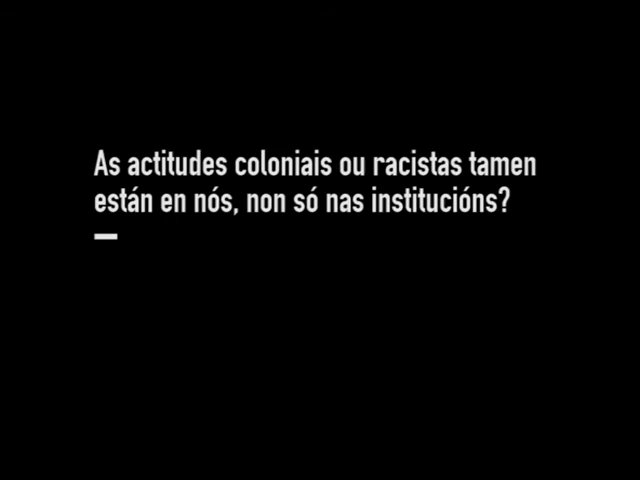 As actitudes coloniais ou racistas tamen
están en nós, non só nas institucións?